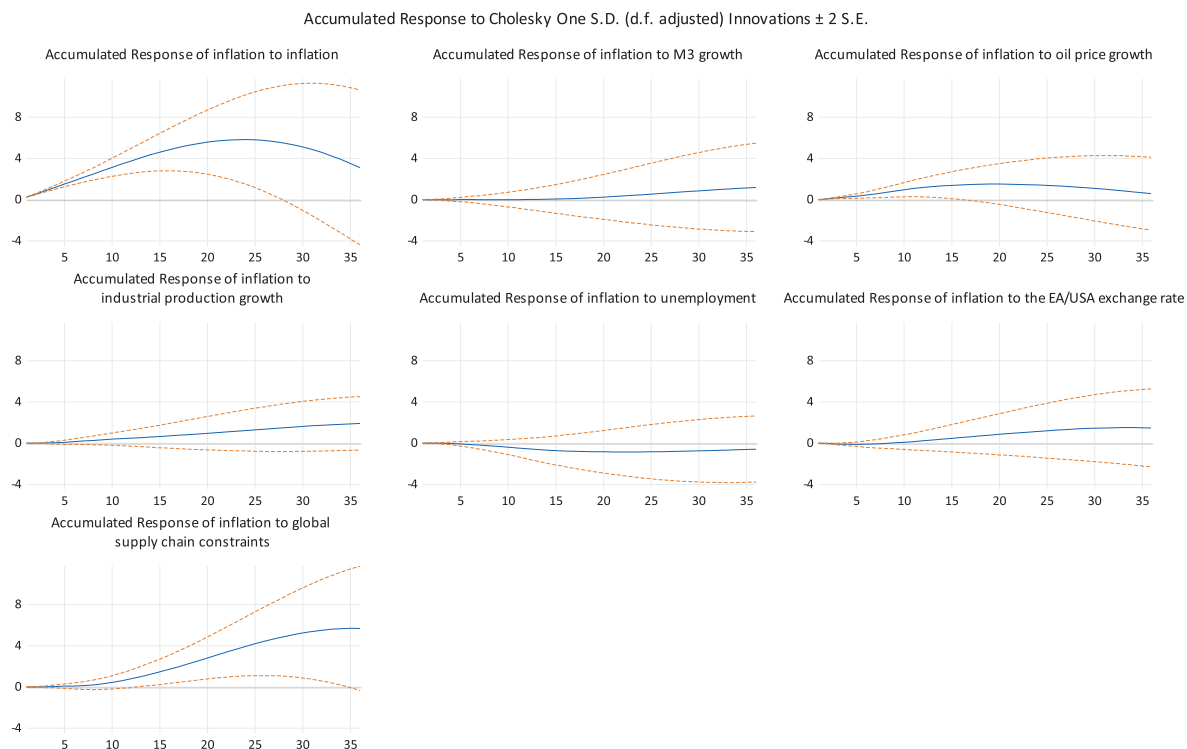 Accumulated Response to Cholesky One S.D. (d.f. adjusted) Innovations ± 2 S.E.
Accumulated Response of inflation to inflation
8
4
0
-4
5 10 15 20 25 30 35
Accumulated Response of inflation to M3 growth
8
4
0
-4
5 10 15 20 25 30 35
Accumulated Response of inflation to oil price growth
8
4
0
-4
5 10 15 20 25 30 35
Accumulated Response of inflation to
industrial production growth
8
4
0
-4
5 10 15 20 25 30 35
Accumulated Response of inflation to unemployment
8
4
0
-4
5 10 15 20 25 30 35
Accumulated Response of inflation to the EA/USA exchange rate
8
4
0
-4
5 10 15 20 25 30 35
Accumulated Response of inflation to global
supply chain constraints
8
4
0
-4
5 10 15 20 25 30 35